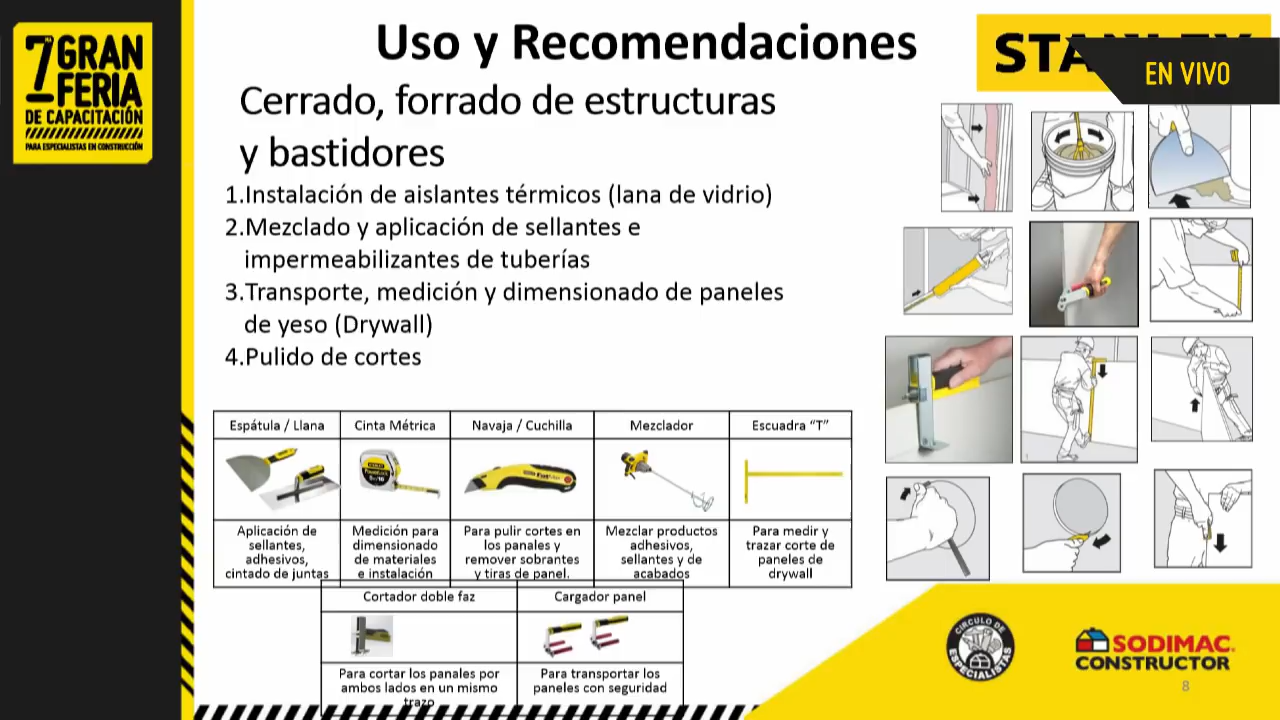 7MA GRAN
FERIA
DE CAPACITACIÓN
PARA ESPECIALISTAS EN CONSTRUCCIÓN
Uso y Recomendaciones
EN VIVO
Cerrado, forrado de estructuras
y bastidores
1.Instalación de aislantes térmicos (lana de vidrio)
2.Mezclado y aplicación de sellantes e
impermeabilizantes de tuberías
3.Transporte, medición y dimensionado de paneles
de yeso (Drywall)
4.Pulido de cortes
Espátula / Llana Cinta Métrica Navaja / Cuchilla Mezclador Escuadra “T”
Aplicación de
sellantes,
adhesivos,
cintado de juntas
Medición para
dimensionado
de materiales
e instalación
Para pulir cortes en
los panales y
remover sobrantes
y tiras de panel.
Mezclar productos
adhesivos,
sellantes y de
acabados
Para medir y
trazar corte de
paneles de
drywall
Cortador doble faz Cargador panel
Para cortar los panales por
ambos lados en un mismo
trazo
Para transportar los
paneles con seguridad
CIRCULO DE
ESPECIALISTAS
SODIMAC
CONSTRUCTOR
8